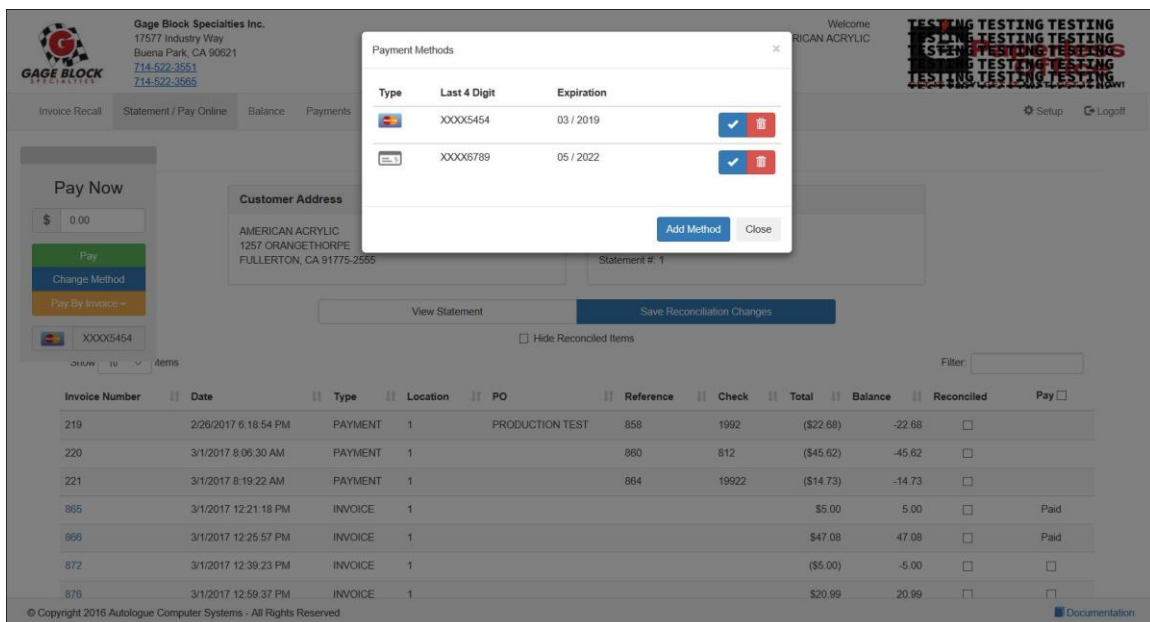 Gage Block Specialties Inc.
17577 Industry Way
Buena Park, CA 90621
714-522-3551
714-522-3565
GAGE BLOCK
SPECIALTIES
Welcome
RICAN ACRYLIC
TESTING TESTING TESTING
Invoice Recall Statement / Pay Online Balance Payments
Setup Logoff
Payment Methods ×
Type Last 4 Digit Expiration
XXXX5454 03 / 2019
XXXX6789 05 / 2022
Add Method Close
Pay Now
$ 0.00
Pay
Change Method
Pay By Invoice
XXXX5454
Customer Address
AMERICAN ACRYLIC
1257 ORANGETHORPE
FULLERTON, CA 91775-2555
Statement #: 1
View Statement Save Reconciliation Changes
Hide Reconciled Items
Show 10 items Filter:
Invoice Number Date Type Location PO Reference Check Total Balance Reconciled Pay
219 2/26/2017 6:18:54 PM PAYMENT 1 PRODUCTION TEST 858 1992 ($22.68) -22.68
220 3/1/2017 8:06:30 AM PAYMENT 1 860 812 ($45.62) -45.62
221 3/1/2017 8:19:22 AM PAYMENT 1 864 19922 ($14.73) -14.73
865 3/1/2017 12:21:18 PM INVOICE 1 $5.00 5.00 Paid
866 3/1/2017 12:25:57 PM INVOICE 1 $47.08 47.08 Paid
872 3/1/2017 12:39:23 PM INVOICE 1 ($5.00) -5.00
876 3/1/2017 12:59:37 PM INVOICE 1 $20.99 20.99
© Copyright 2016 Autologue Computer Systems - All Rights Reserved Documentation